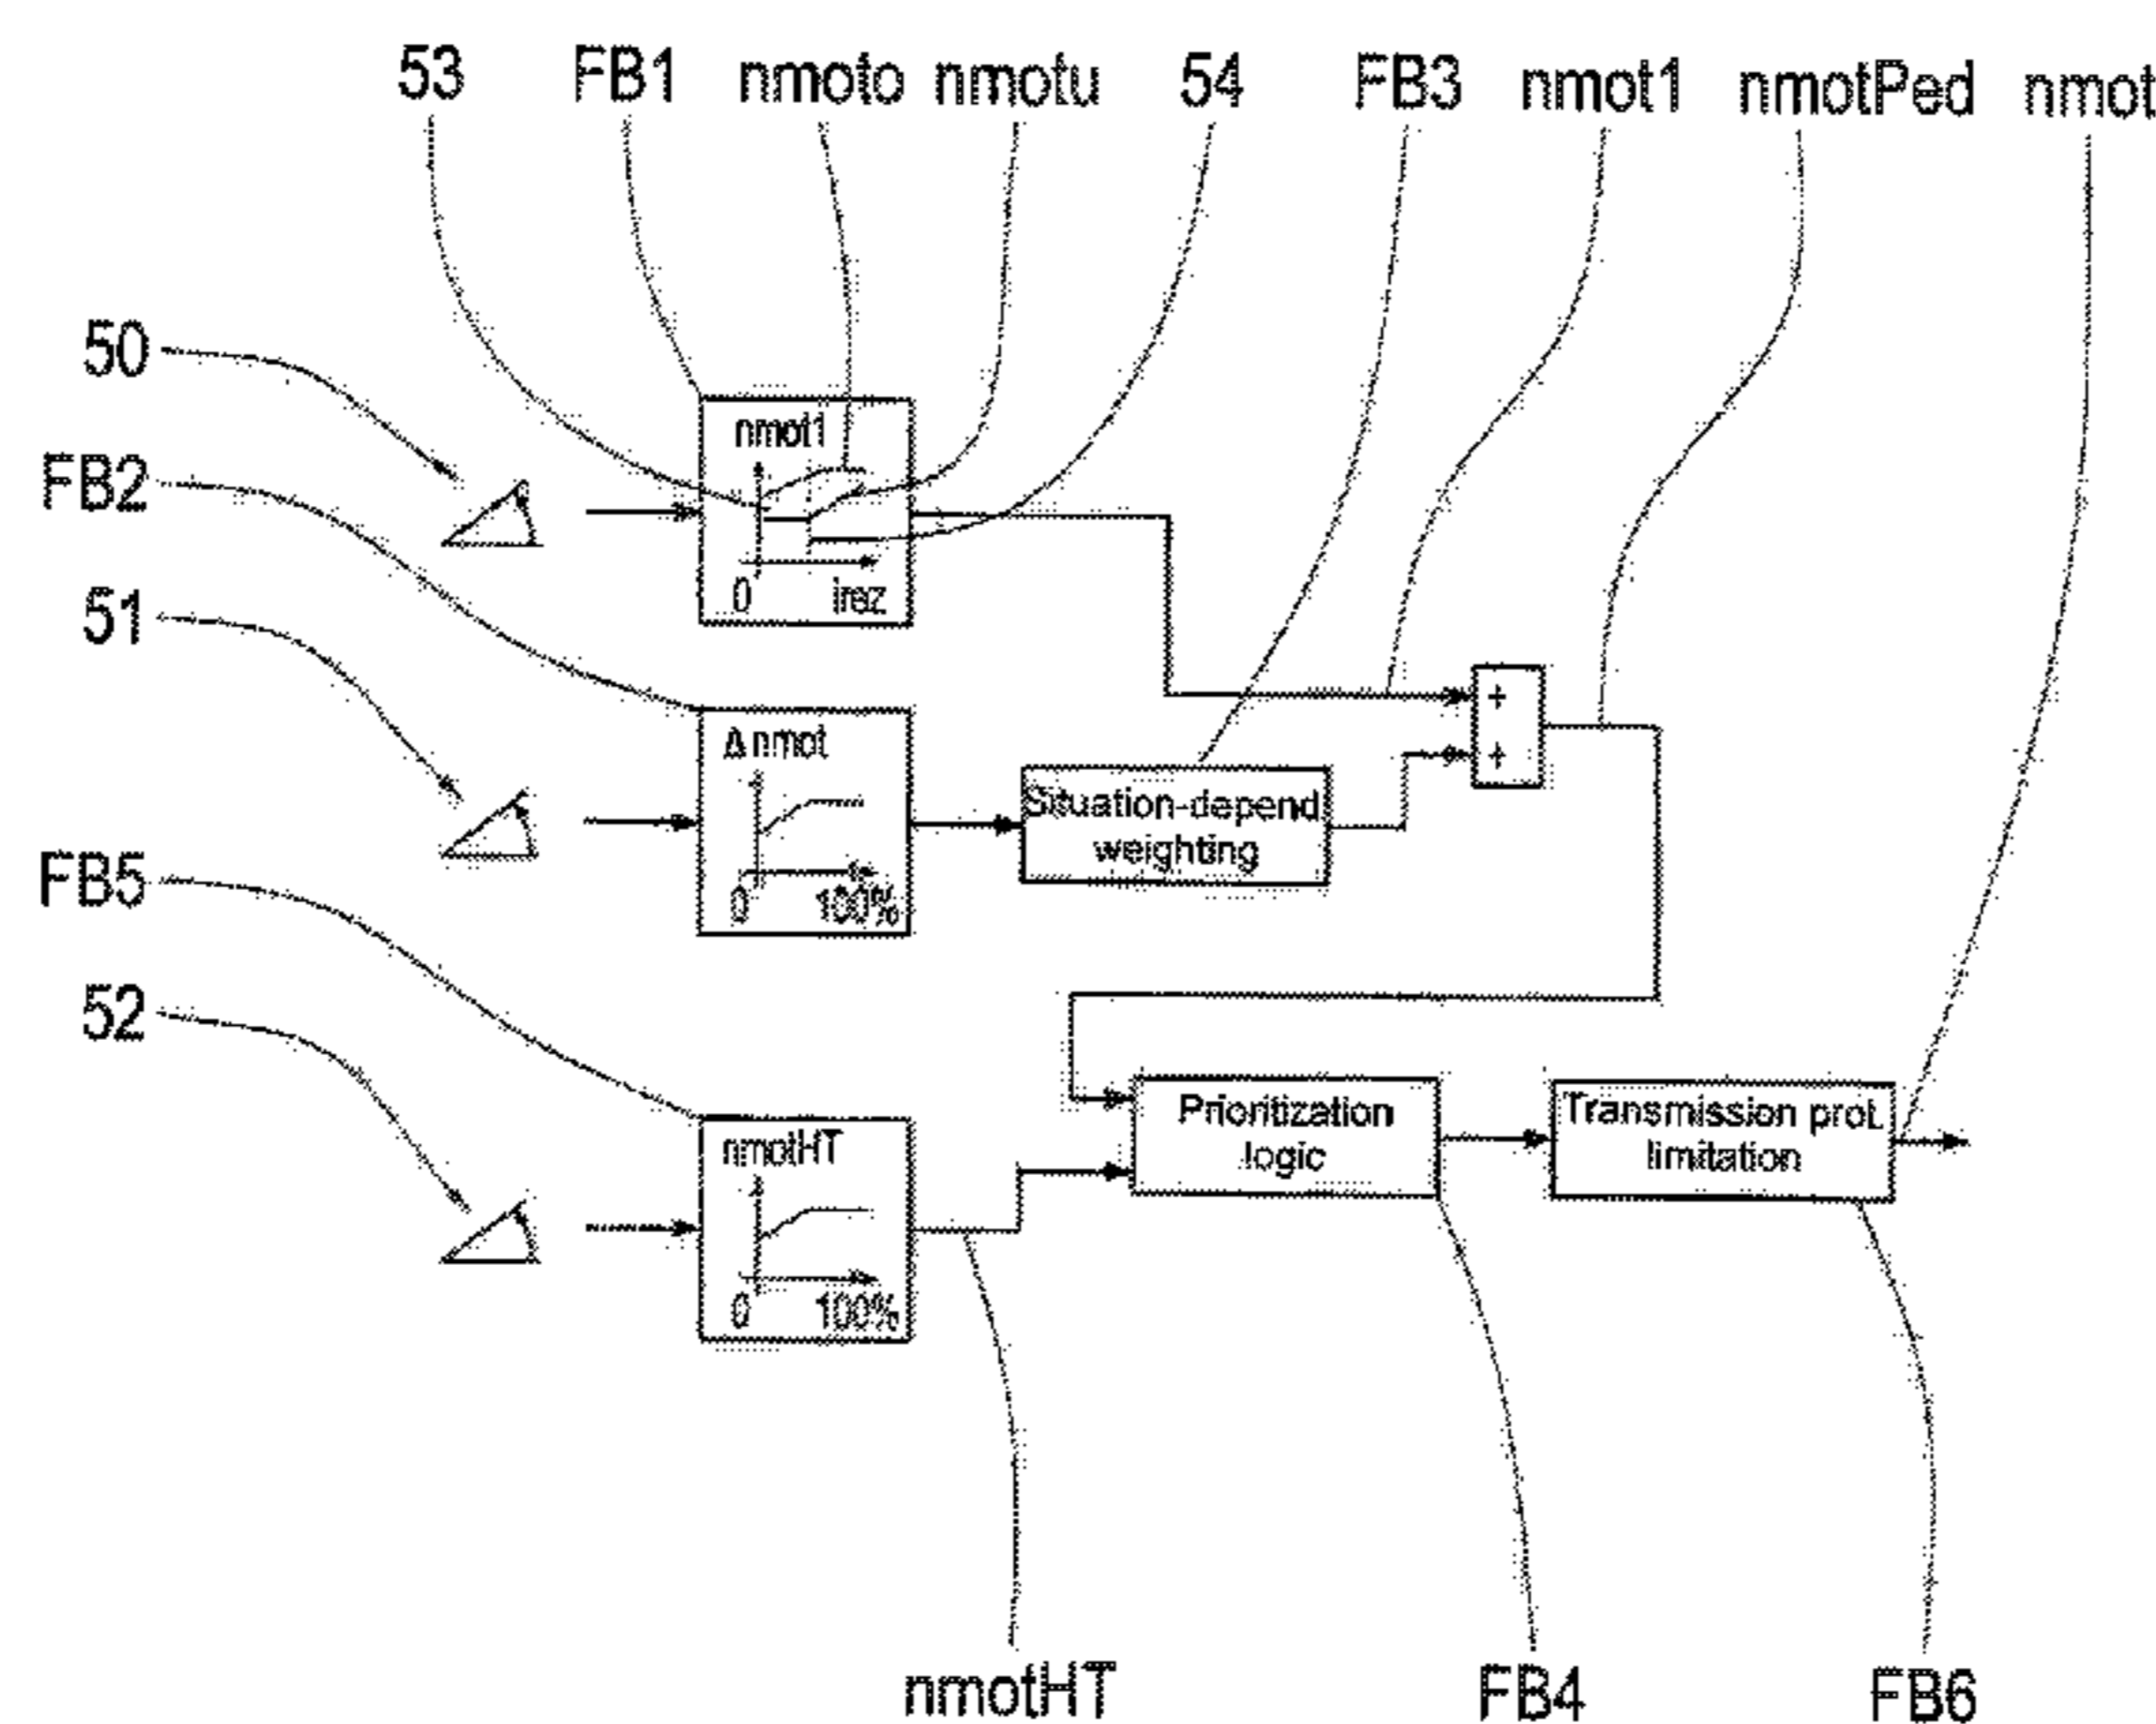 53 FB1 nmoto nmotu 54 FB3 nmot1 nmotPed nmot
50
nmot1
FB2
0 irez
51
Δ nmot
+
+
Situation-depend
weighting
FB5
0 100%
52
Prioritization
logic
Transmission prot.
limitation
nmotHT
0 100%
nmotHT FB4 FB6